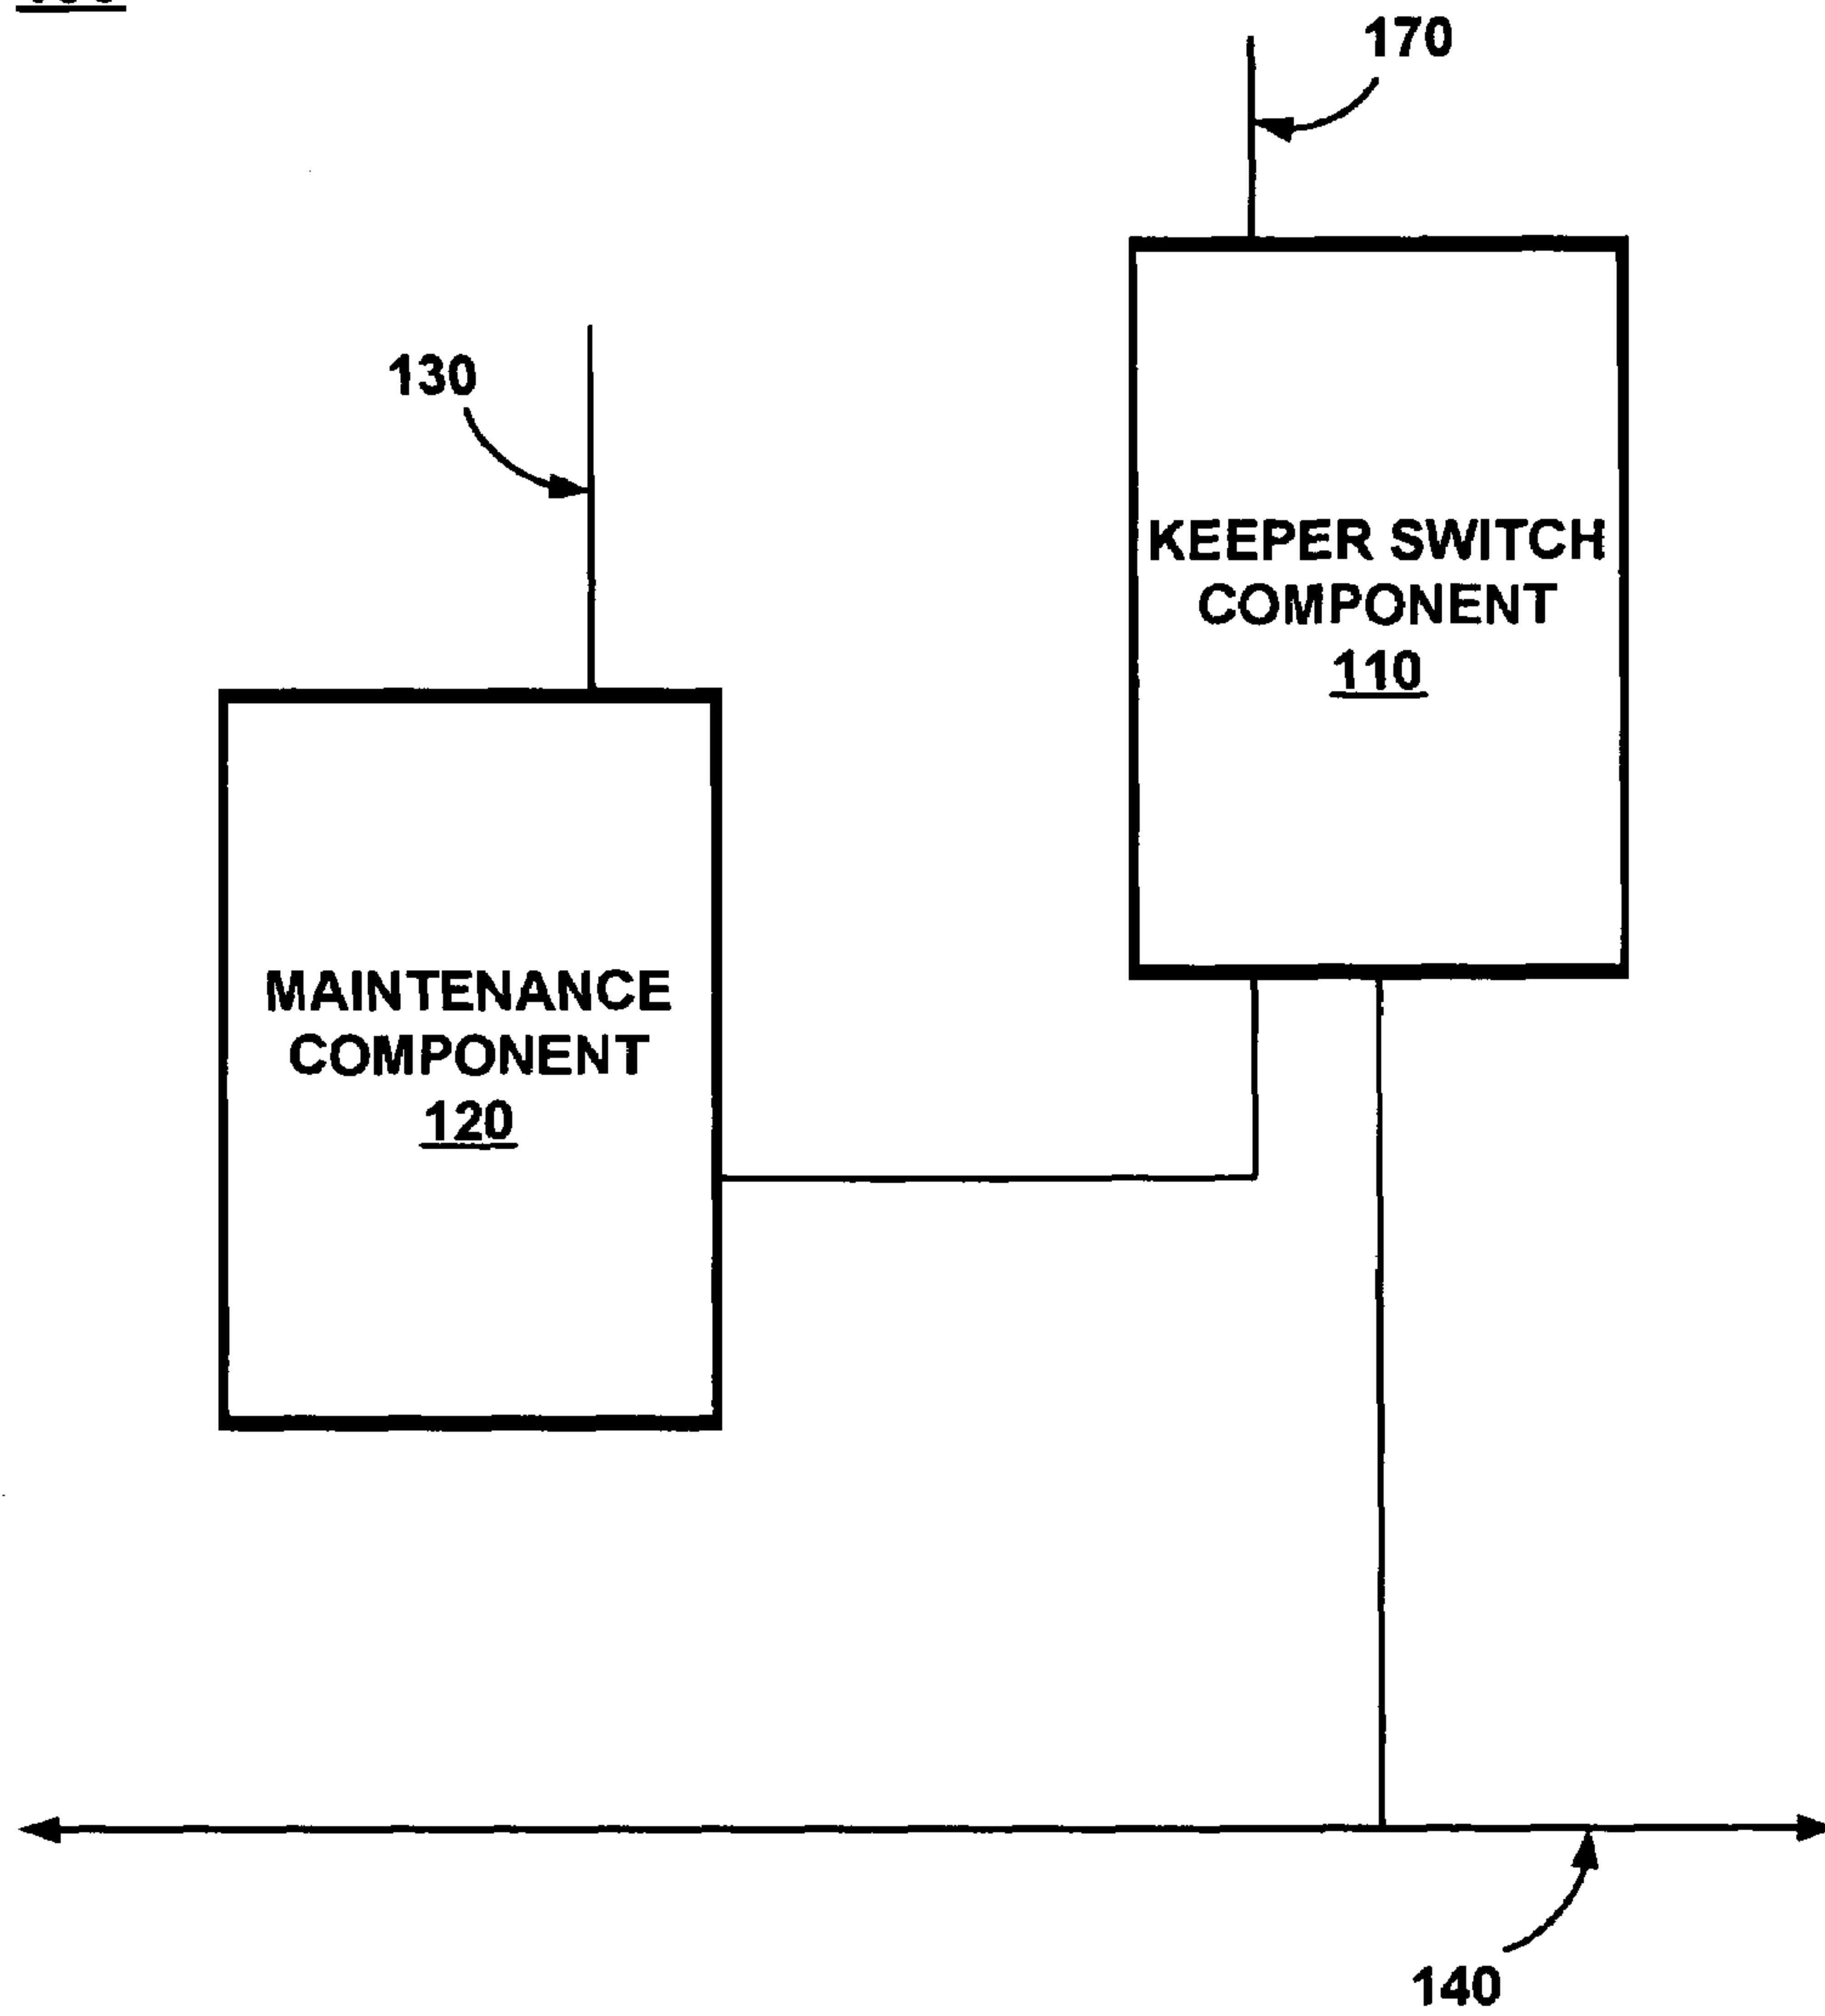 170
130
KEEPER SWITCH
COMPONENT
110
MAINTENANCE
COMPONENT
120
140